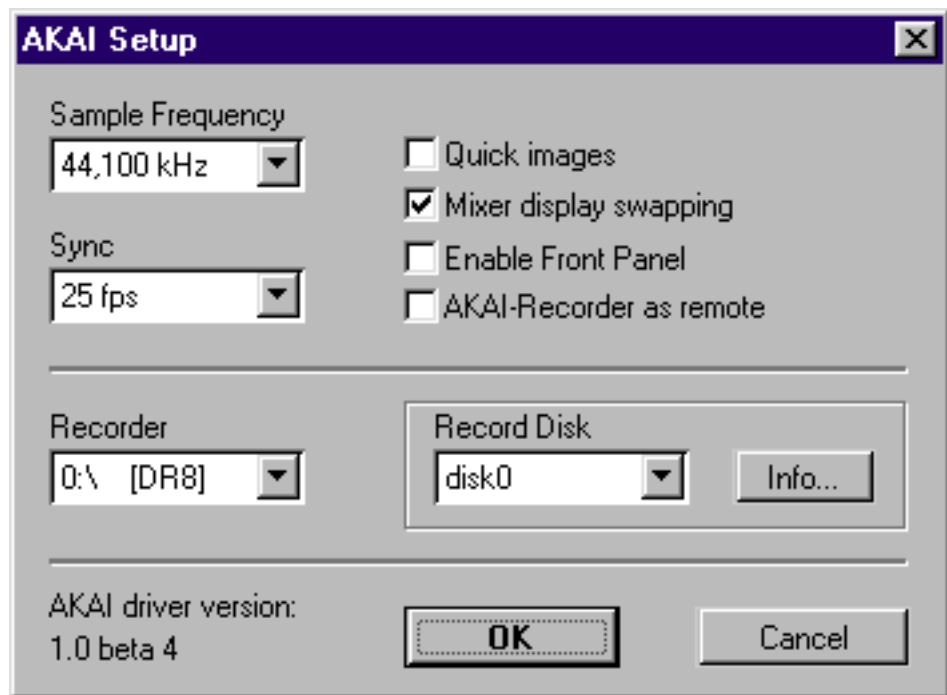 AKAI Setup
Sample Frequency
44,100 kHz
Quick images
Mixer display swapping
Sync
25 fps
Enable Front Panel
AKAI-Recorder as remote
Recorder
0:\ [DR8]
Record Disk
disk0
Info...
AKAI driver version:
1.0 beta 4
OK
Cancel